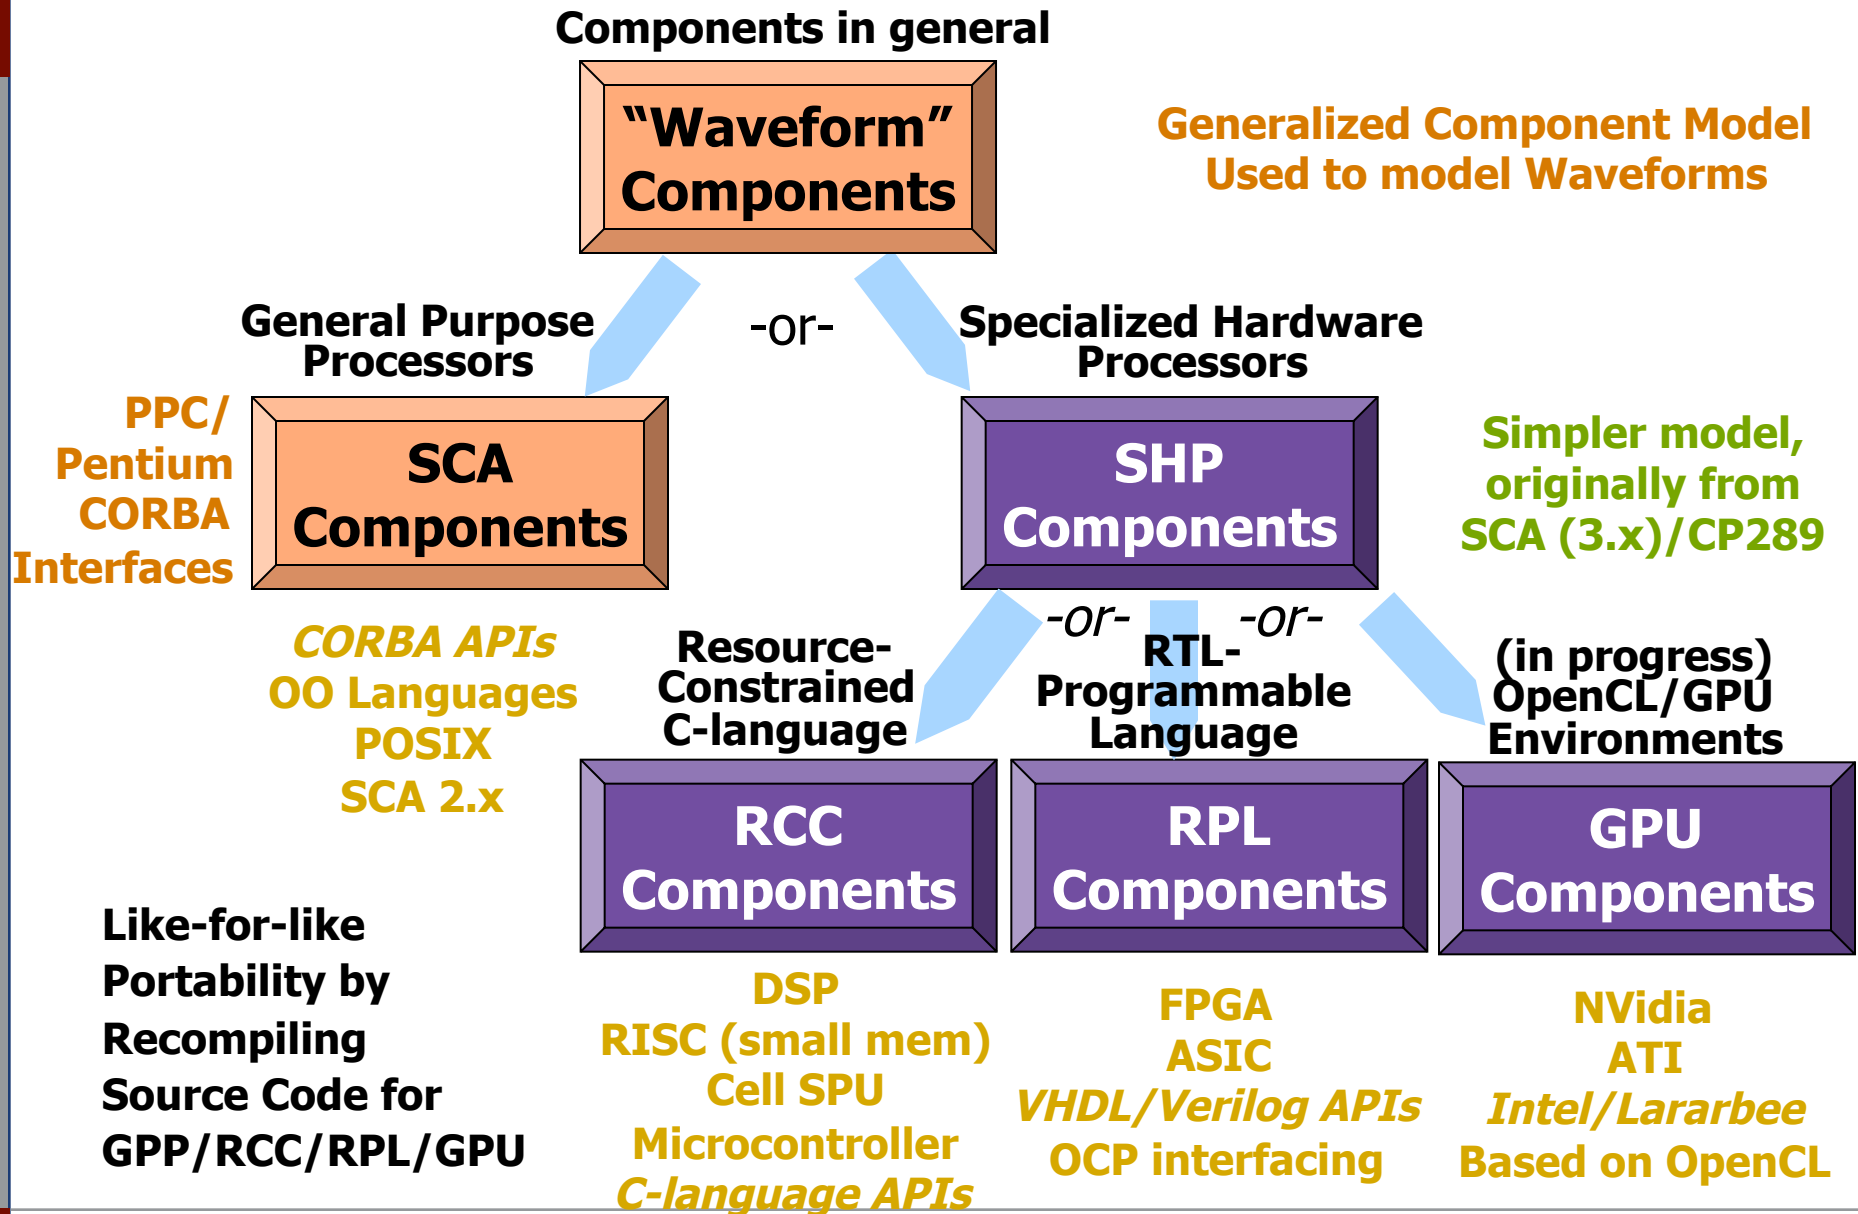 Components in general
“Waveform”
Components
Generalized Component Model
Used to model Waveforms
General Purpose
Processors
-or-
Specialized Hardware
Processors
PPC/
Pentium
CORBA
Interfaces
SCA
Components
SHP
Components
Simpler model,
originally from
SCA (3.x)/CP289
CORBA APIs
OO Languages
POSIX
SCA 2.x
-or-
-or-
Resource-
Constrained
C-language
RTL-
Programmable
Language
(in progress)
OpenCL/GPU
Environments
RCC
Components
RPL
Components
GPU
Components
Like-for-like
Portability by
Recompiling
Source Code for
GPP/RCC/RPL/GPU
DSP
RISC (small mem)
Cell SPU
Microcontroller
C-language APIs
FPGA
ASIC
VHDL/Verilog APIs
OCP interfacing
NVidia
ATI
Intel/Lararbee
Based on OpenCL